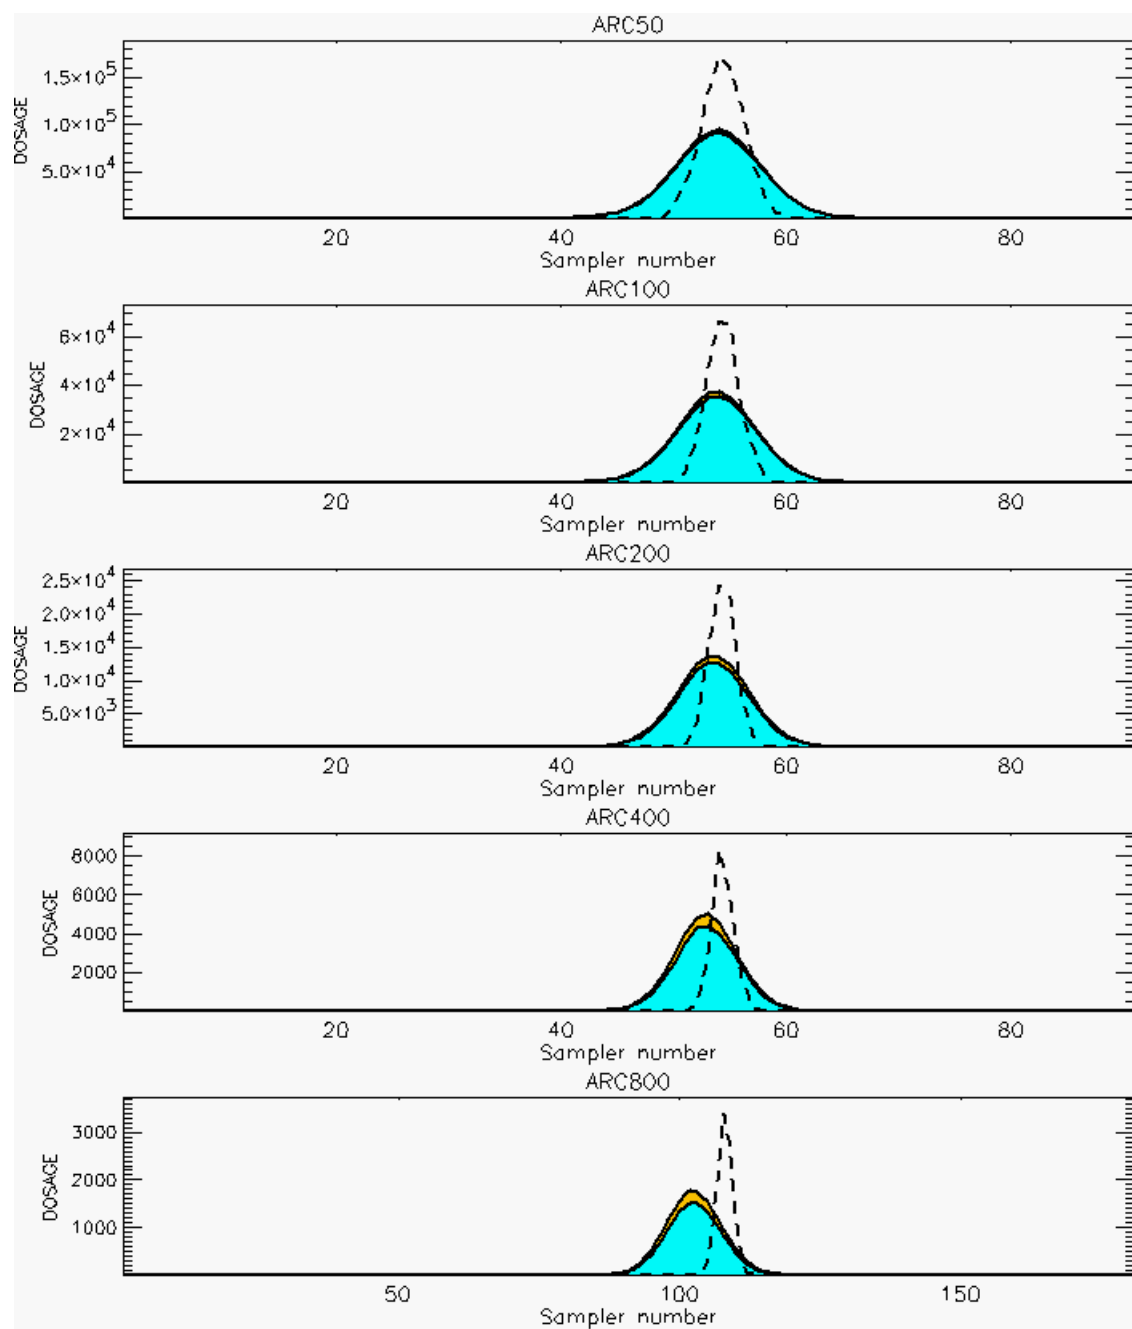 ARC50
1.5×10^5
1.0×10^5
5.0×10^4
DOSAGE
20 40 60 80
Sampler number
ARC100
6×10^4
4×10^4
2×10^4
DOSAGE
20 40 60 80
Sampler number
ARC200
2.5×10^4
2.0×10^4
1.5×10^4
1.0×10^4
5.0×10^3
DOSAGE
20 40 60 80
Sampler number
ARC400
8000
6000
4000
2000
DOSAGE
20 40 60 80
Sampler number
ARC800
3000
2000
1000
DOSAGE
50 100 150
Sampler number